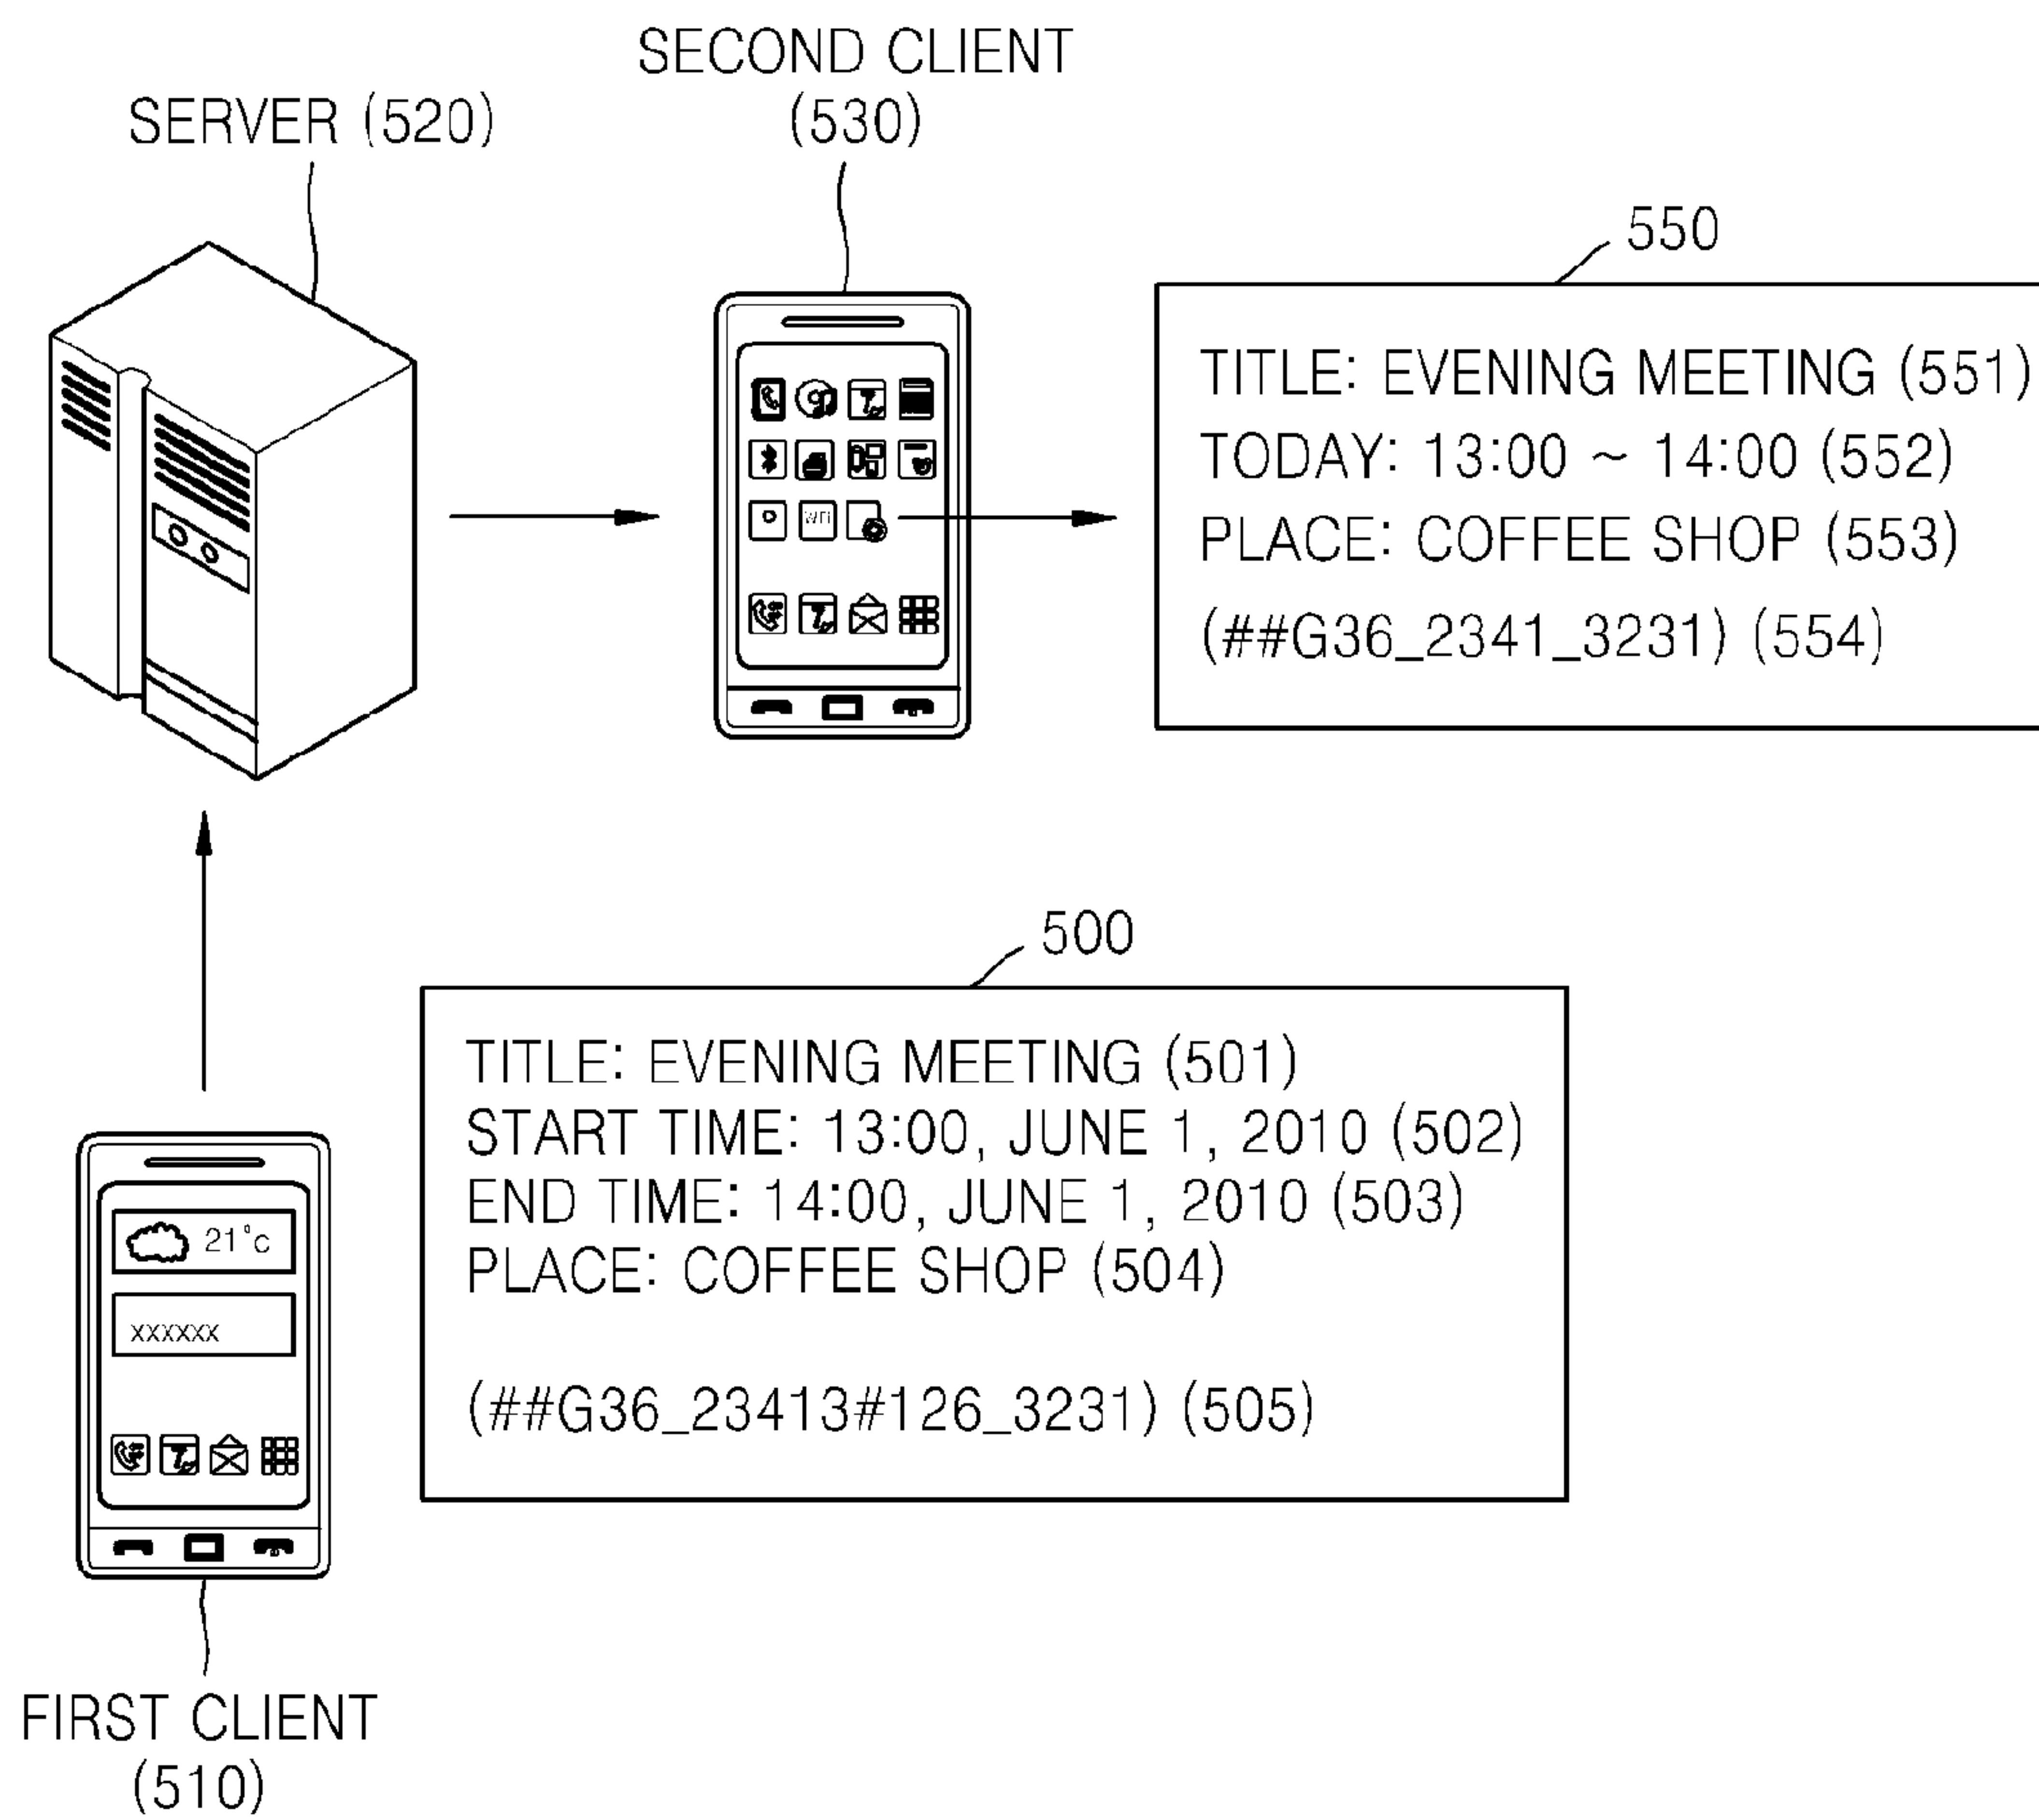 SECOND CLIENT
(530)
SERVER (520)
550
TITLE: EVENING MEETING (551)
TODAY: 13:00 ~ 14:00 (552)
PLACE: COFFEE SHOP (553)
(##G36_2341_3231) (554)
WiFi
500
TITLE: EVENING MEETING (501)
START TIME: 13:00, JUNE 1, 2010 (502)
END TIME: 14:00, JUNE 1, 2010 (503)
PLACE: COFFEE SHOP (504)
(##G36_23413#126_3231) (505)
21°c
xxxxxx
FIRST CLIENT
(510)